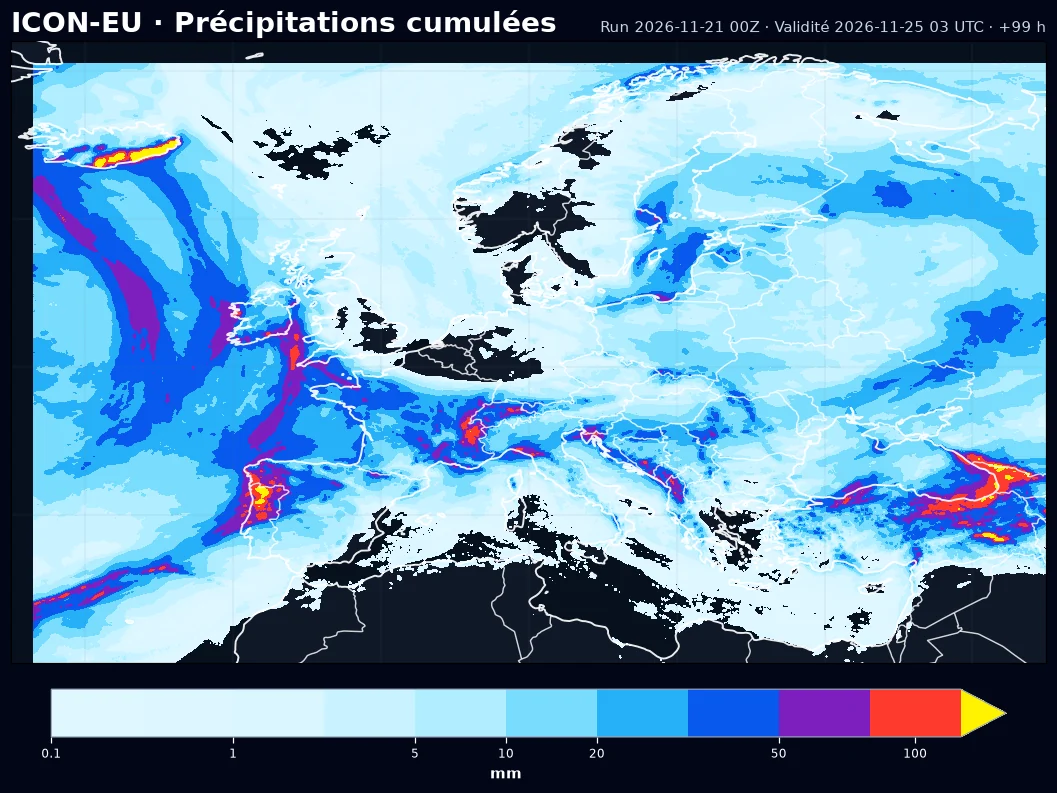 ICON-EU · Précipitations cumulées
Run 2026-11-21 00Z · Validité 2026-11-25 03 UTC · +99 h
0.1 1 5 10 20 50 100
mm